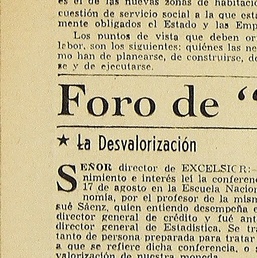 es el de las nuevas zonas de habitació
cuestión de servicio social a la que está
mente obligados el Estado y las Emp
Los puntos de vista que deben or
labor, son los siguientes: quiénes las ne
mo han de planearse, de construirse, de
se y de ejecutarse.
Foro de “
★ La Desvalorización
SEÑOR director de EXCELSIOR:—
nimiento e interés leí la conferenc
17 de agosto en la Escuela Nacion
nomía, por el profesor de la mism
sué Sáenz, quien entiendo desempeña e
director general de crédito y fué ant
director general de Estadística. Se tra
tanto de persona preparada para tratar
a que se refiere dicha conferencia, o s
valorización de nuestra moneda.